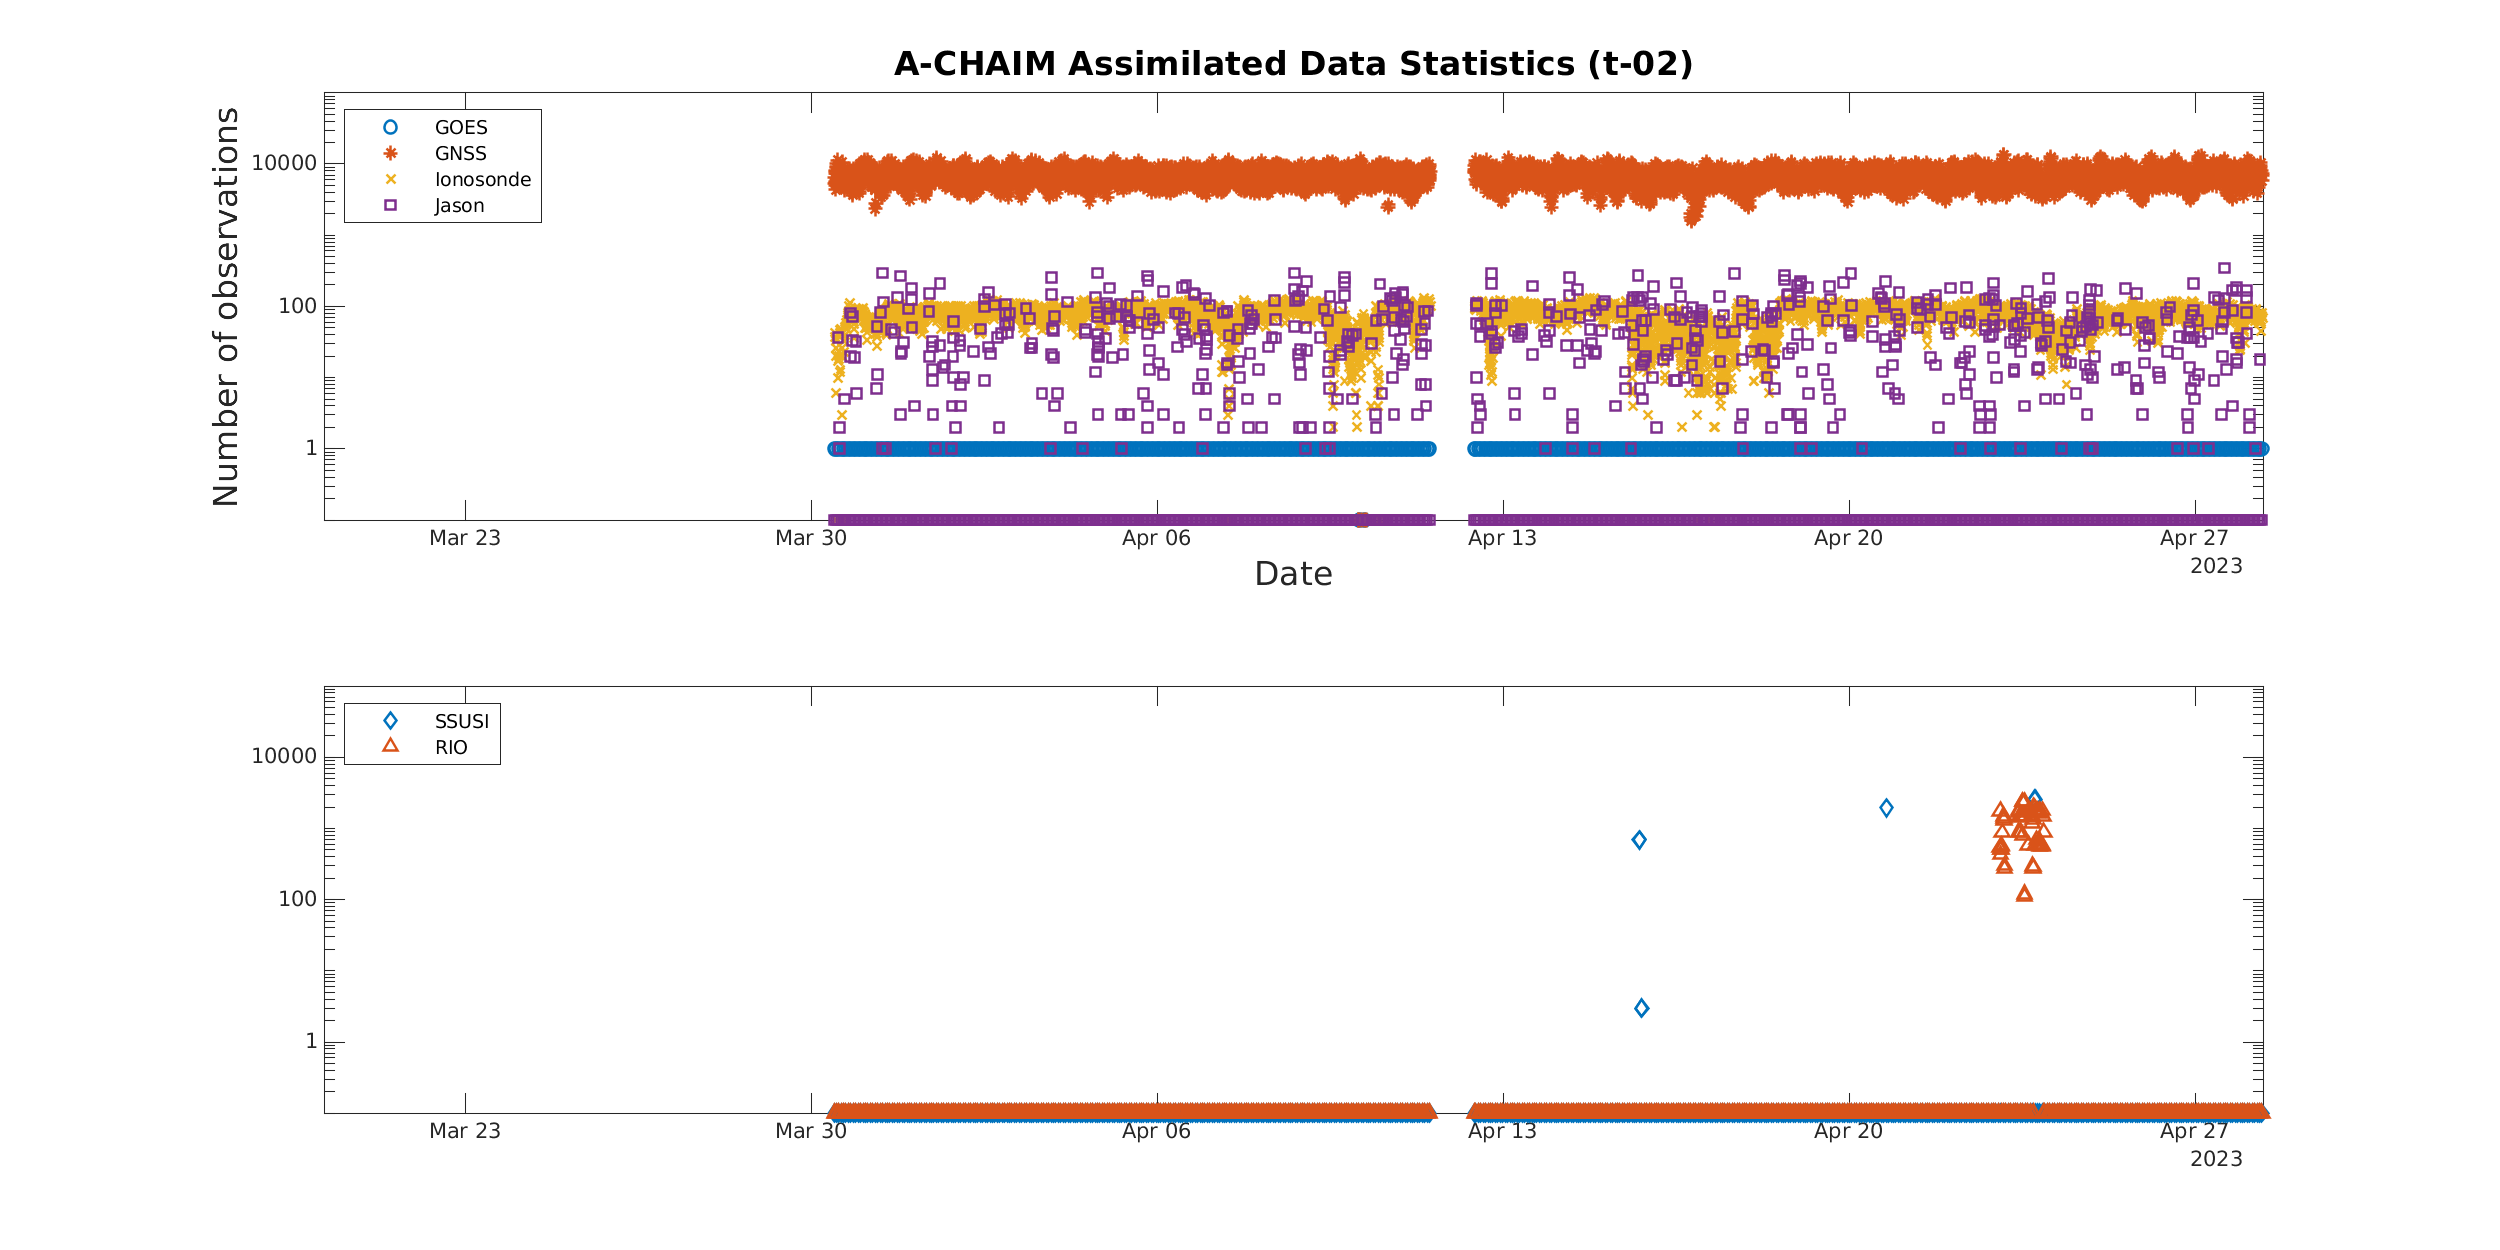 A-CHAIM Assimilated Data Statistics (t-02)
Number of observations
GOES
GNSS
Ionosonde
Jason
10000
100
1
Mar 23 Mar 30 Apr 06 Apr 13 Apr 20 Apr 27
2023
Date
SSUSI
RIO
10000
100
1
Mar 23 Mar 30 Apr 06 Apr 13 Apr 20 Apr 27
2023